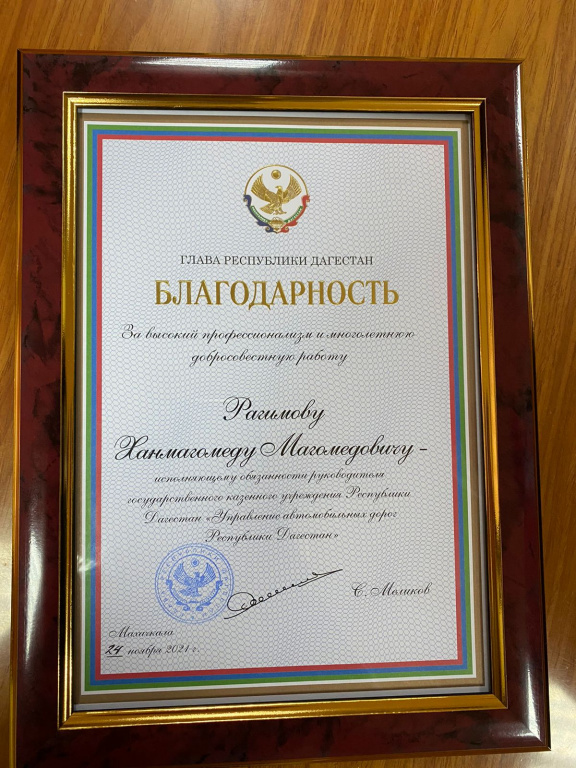 ГЛАВА РЕСПУБЛИКИ ДАГЕСТАН
БЛАГОДАРНОСТЬ
За высокий профессионализм и многолетнюю
добросовестную работу
Рагимову
Ханмагомеду Магомедовичу –
исполняющему обязанности руководителя
государственного казенного учреждения Республики
Дагестан «Управление автомобильных дорог
Республики Дагестан»
С. Меликов
Махачкала
24 ноября 2021 г.